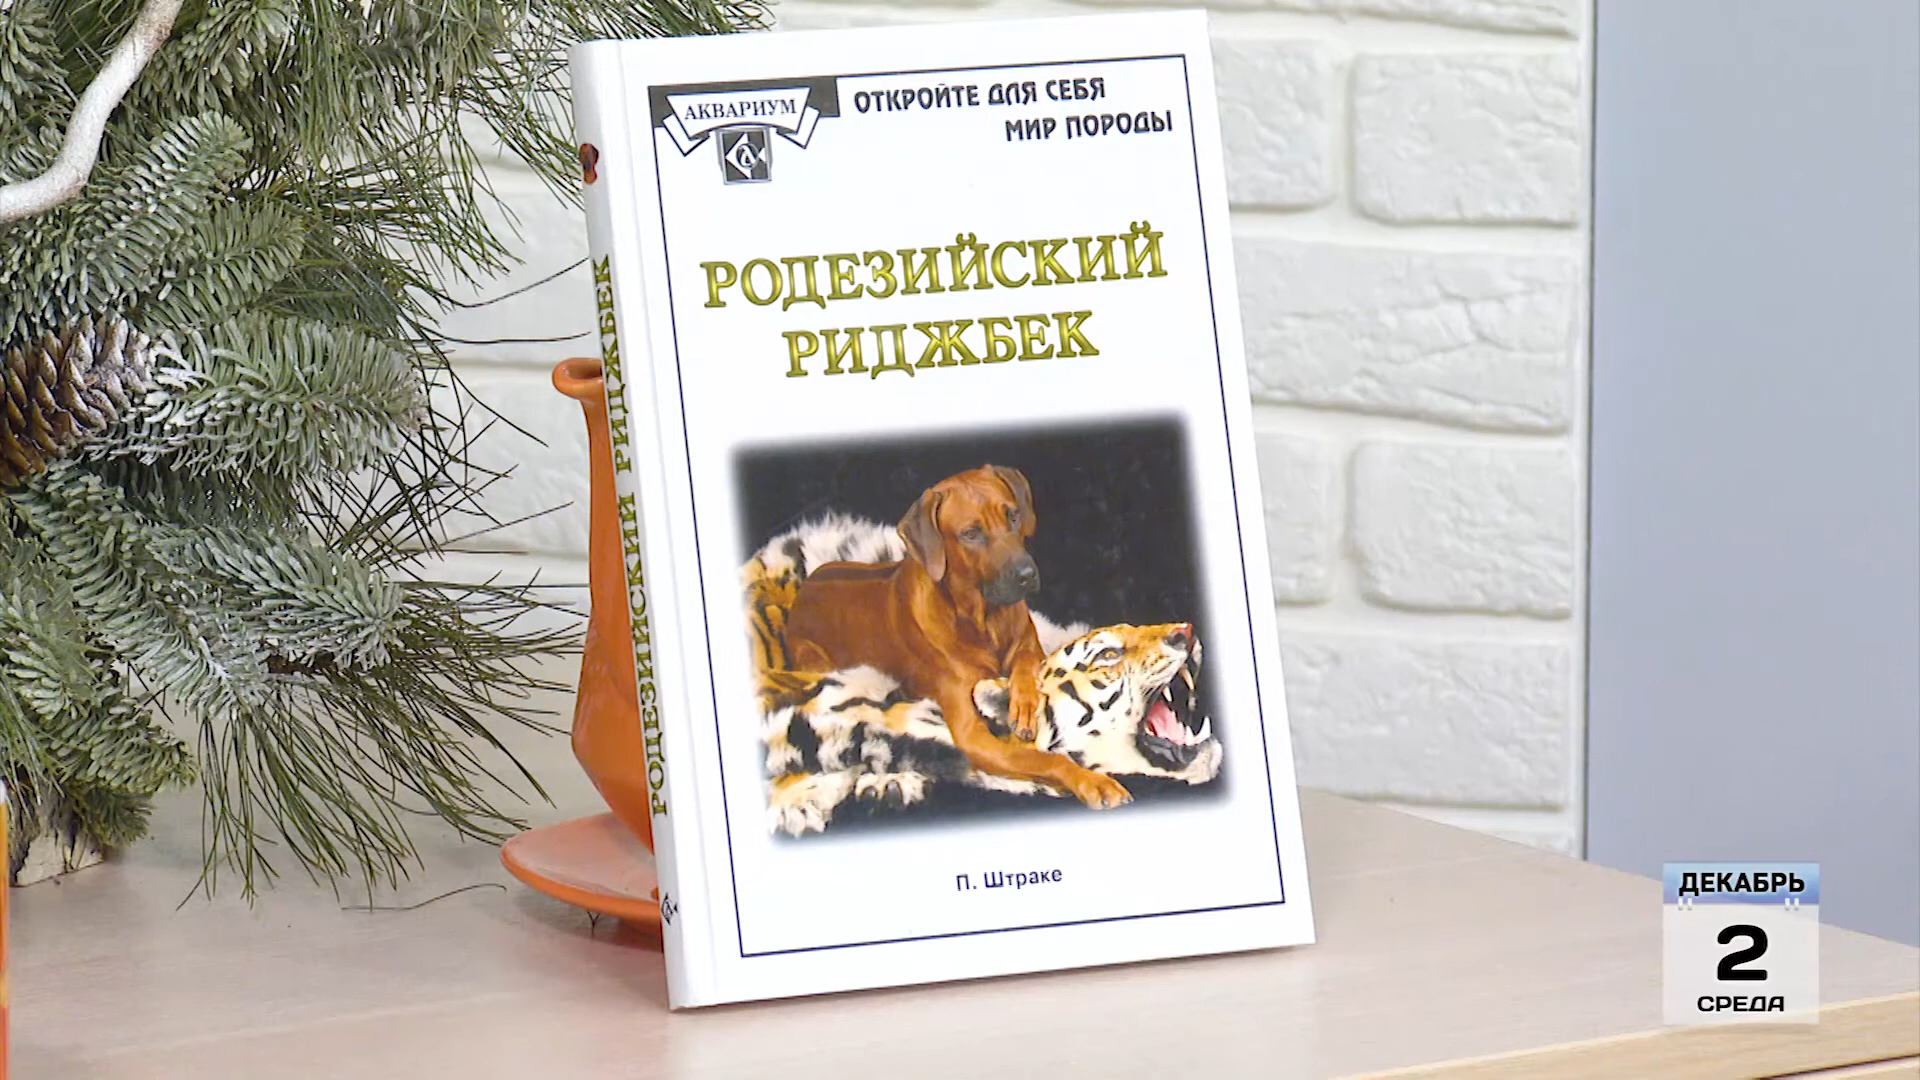 АКВАРИУМ
ОТКРОЙТЕ ДЛЯ СЕБЯ
МИР ПОРОДЫ
РОДЕЗИЙСКИЙ
РИДЖБЕК
П. Штраке
РОДЕЗИЙСКИЙ РИДЖБЕК
ДЕКАБРЬ
2
СРЕДА